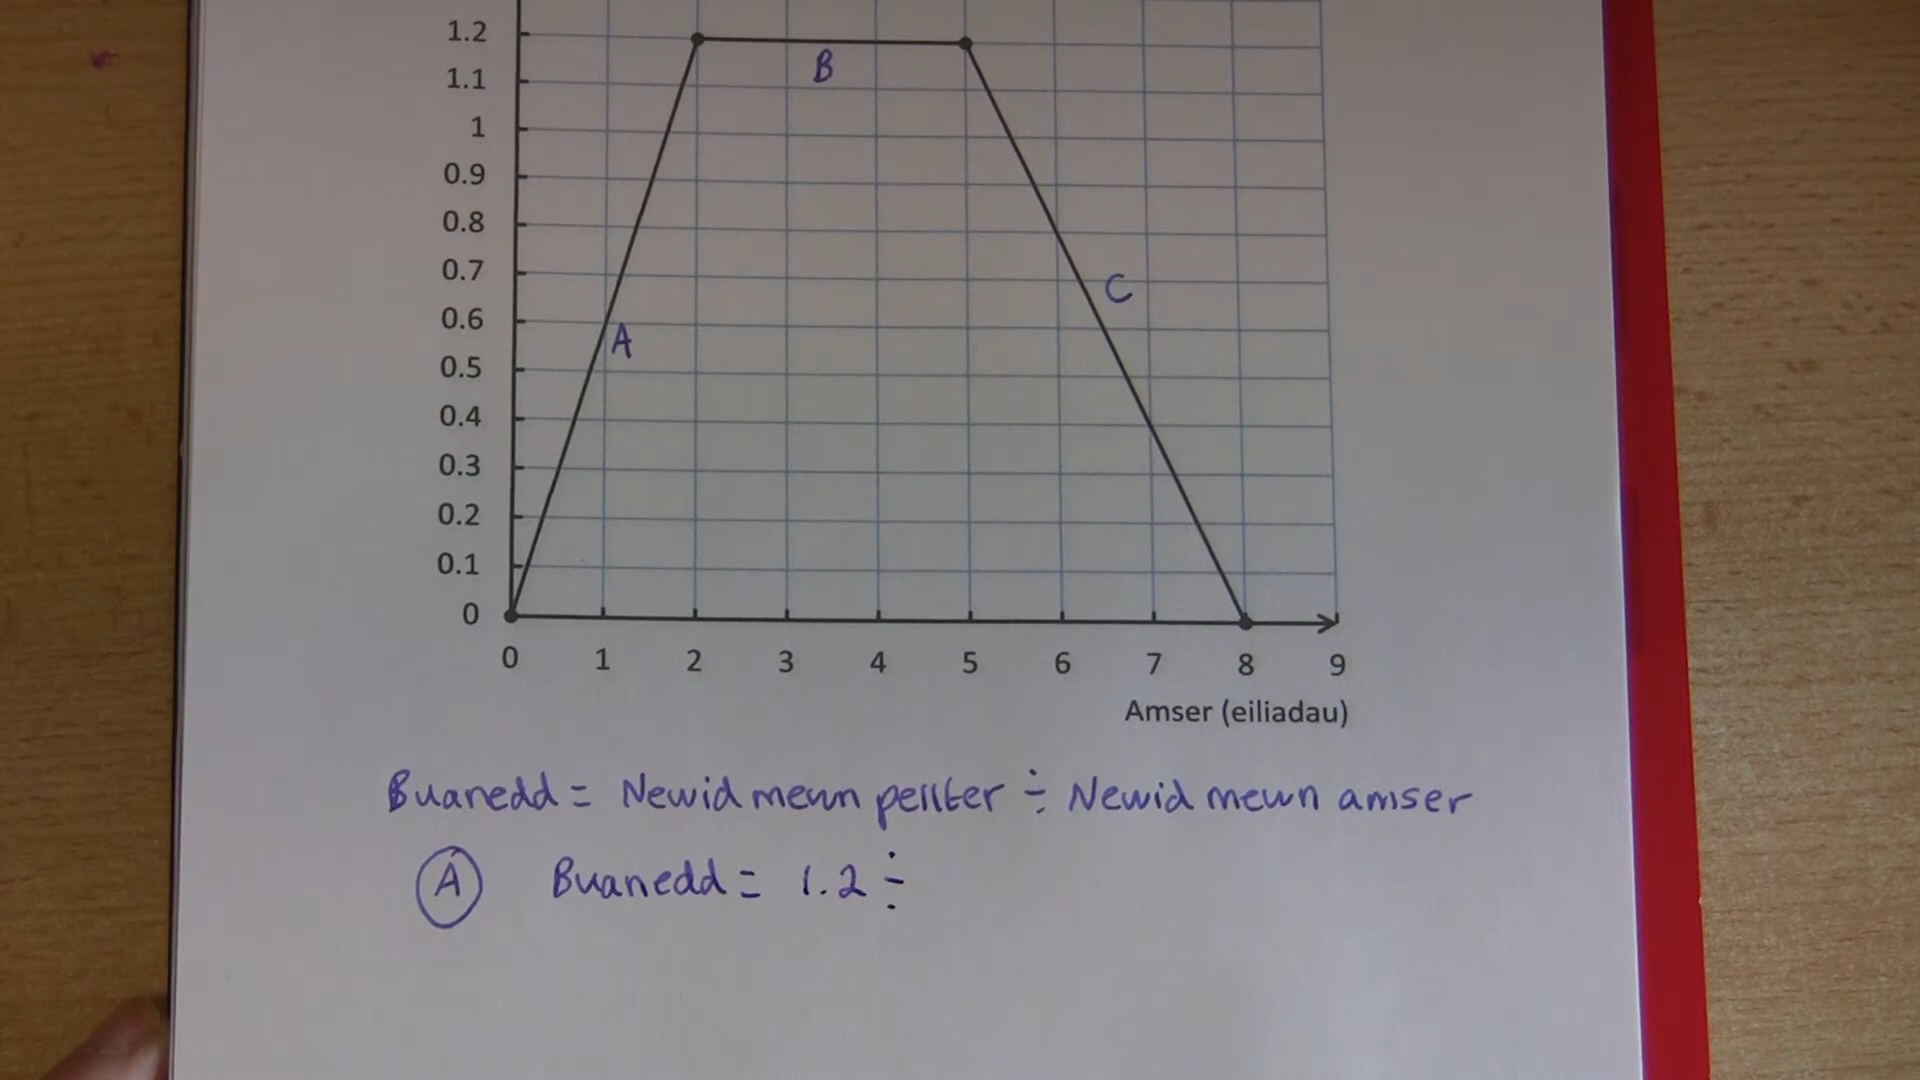 1.2
B
1.1
1
0.9
0.8
0.7
C
0.6
A
0.5
0.4
0.3
0.2
0.1
0
0 1 2 3 4 5 6 7 8 9
Amser (eiliadau)
Buanedd = Newid mewn pellter ÷ Newid mewn amser
A Buanedd = 1.2 ÷